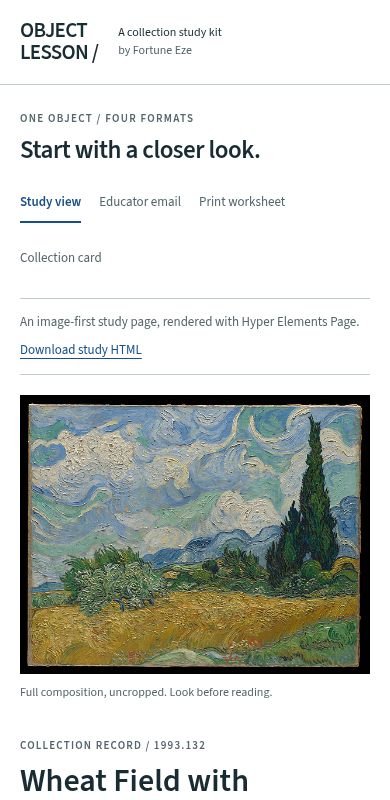 OBJECT
LESSON /
A collection study kit
by Fortune Eze
ONE OBJECT / FOUR FORMATS
Start with a closer look.
Study view
Educator email
Print worksheet
Collection card
An image-first study page, rendered with Hyper Elements Page.
Download study HTML
Full composition, uncropped. Look before reading.
COLLECTION RECORD / 1993.132
Wheat Field with